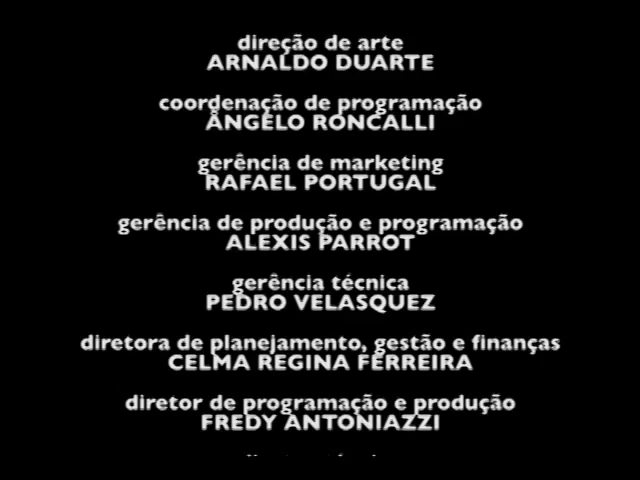 direção de arte
ARNALDO DUARTE
coordenação de programação
ÂNGELO RONCALLI
gerência de marketing
RAFAEL PORTUGAL
gerência de produção e programação
ALEXIS PARROT
gerência técnica
PEDRO VELASQUEZ
diretora de planejamento, gestão e finanças
CELMA REGINA FERREIRA
diretor de programação e produção
FREDY ANTONIAZZI